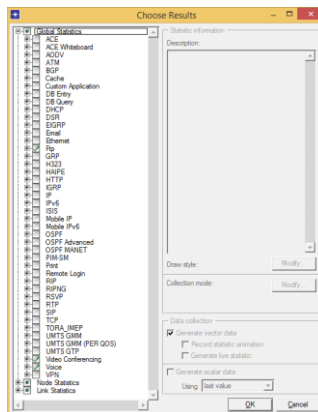 Choose Results
Global Statistics
ACE
ACE Whiteboard
AODV
ATM
BGP
Cache
Custom Application
DB Entry
DB Query
DHCP
DSR
EIGRP
Email
Ethernet
Ftp
GRP
H323
HAIPE
HTTP
IGRP
IP
IPv6
ISIS
Mobile IP
Mobile IPv6
OSPF
OSPF Advanced
OSPF MANET
PIM-SM
Print
Remote Login
RIP
RIPNG
RSVP
RTP
SIP
TCP
TORA_IMEP
UMTS GMM
UMTS GMM (PER QOS)
UMTS GTP
Video Conferencing
Voice
VPN
Node Statistics
Link Statistics
Statistic information
Description:
Draw style:
Modify...
Collection mode:
Modify...
Data collection
Generate vector data
Record statistic animation
Generate live statistic
Generate scalar data
Using last value
OK
Cancel